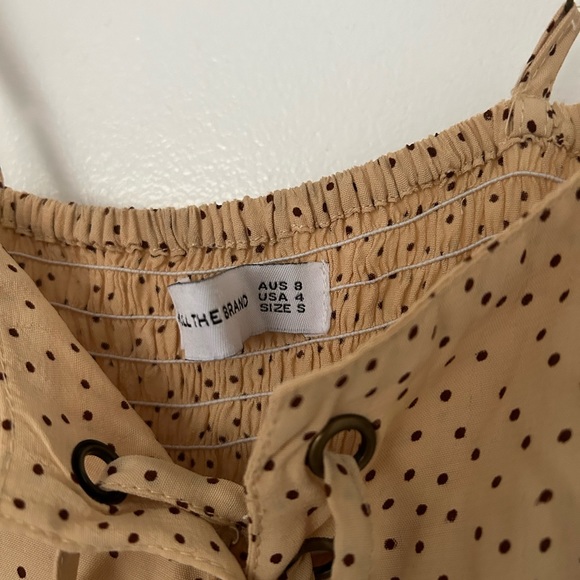 ALL THE BRAND
AUS 8
USA 4
SIZE S